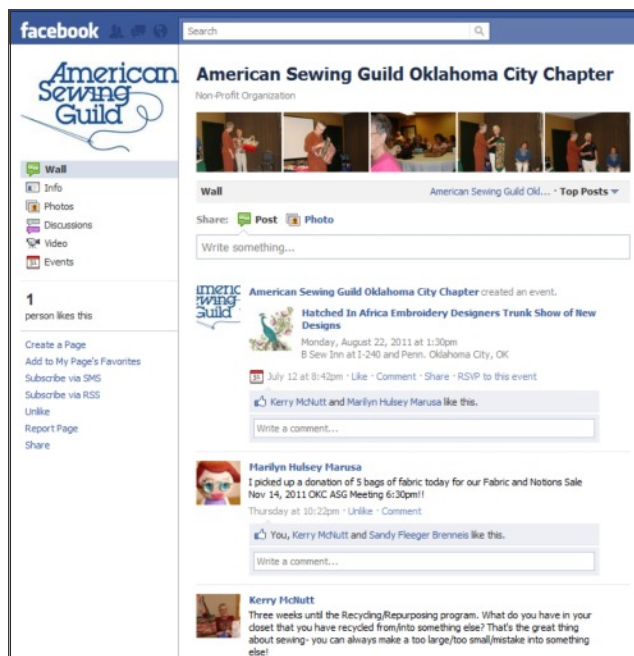 facebook
Search
American
Sewing
Guild
American Sewing Guild Oklahoma City Chapter
Non-Profit Organization
Wall
Info
Photos
Discussions
Video
Events
1
person likes this
Create a Page
Add to My Page's Favorites
Subscribe via SMS
Subscribe via RSS
Unlike
Report Page
Share
Wall
American Sewing Guild Old... · Top Posts
Share: Post Photo
Write something...
American Sewing Guild Oklahoma City Chapter created an event.
Hatched In Africa Embroidery Designers Trunk Show of New
Designs
Monday, August 22, 2011 at 1:30pm
B Sew Inn at I-240 and Penn. Oklahoma City, OK
31 July 12 at 8:42pm · Like · Comment · Share · RSVP to this event
Kerry McNutt and Marilyn Hulsey Marusa like this.
Write a comment...
Marilyn Hulsey Marusa
I picked up a donation of 5 bags of fabric today for our Fabric and Notions Sale
Nov 14, 2011 OKC ASG Meeting 6:30pm!!
Thursday at 10:22pm · Unlike · Comment
You, Kerry McNutt and Sandy Fleeger Brenneis like this.
Write a comment...
Kerry McNutt
Three weeks until the Recycling/Repurposing program. What do you have in your
closet that you have recycled from/into something else? That's the great thing
about sewing- you can always make a too large/too small/mistake into something
else!